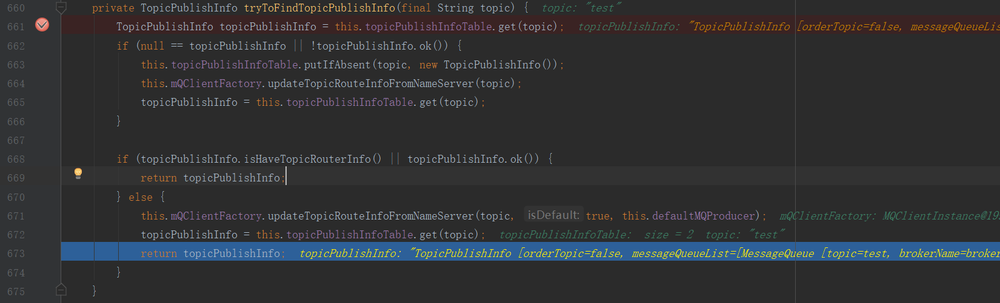 660 private TopicPublishInfo tryToFindTopicPublishInfo(final String topic) { topic: "test"
661 TopicPublishInfo topicPublishInfo = this.topicPublishInfoTable.get(topic); topicPublishInfo: "TopicPublishInfo [orderTopic=false, messageQueueLis
662 if (null == topicPublishInfo || !topicPublishInfo.ok()) {
663 this.topicPublishInfoTable.putIfAbsent(topic, new TopicPublishInfo());
664 this.mQClientFactory.updateTopicRouteInfoFromNameServer(topic);
665 topicPublishInfo = this.topicPublishInfoTable.get(topic);
666 }
667
668 if (topicPublishInfo.isHaveTopicRouterInfo() || topicPublishInfo.ok()) {
669 return topicPublishInfo;
670 } else {
671 this.mQClientFactory.updateTopicRouteInfoFromNameServer(topic, isDefault: true, this.defaultMQProducer); mQClientFactory: MQClientInstance@195
672 topicPublishInfo = this.topicPublishInfoTable.get(topic); topicPublishInfoTable: size = 2 topic: "test"
673 return topicPublishInfo; topicPublishInfo: "TopicPublishInfo [orderTopic=false, messageQueueList=[MessageQueue [topic=test, brokerName=broker
674 }
675 }